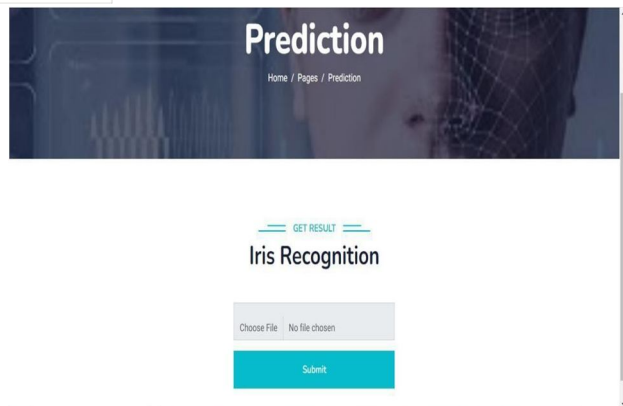 Prediction
Home / Pages / Prediction
GET RESULT
Iris Recognition
Choose File No file chosen
Submit